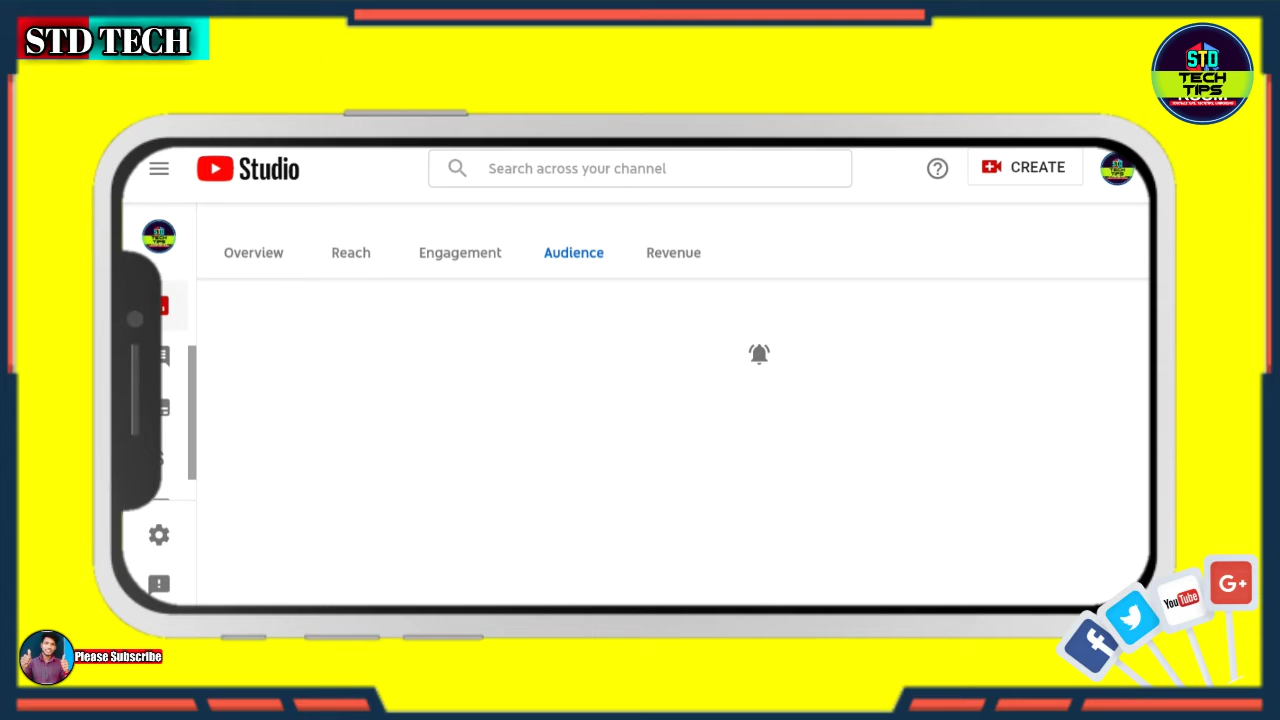 STD TECH
STD
TECH
TIPS
Studio
Search across your channel
CREATE
Overview
Reach
Engagement
Audience
Revenue
Please Subscribe
YouTube
G+